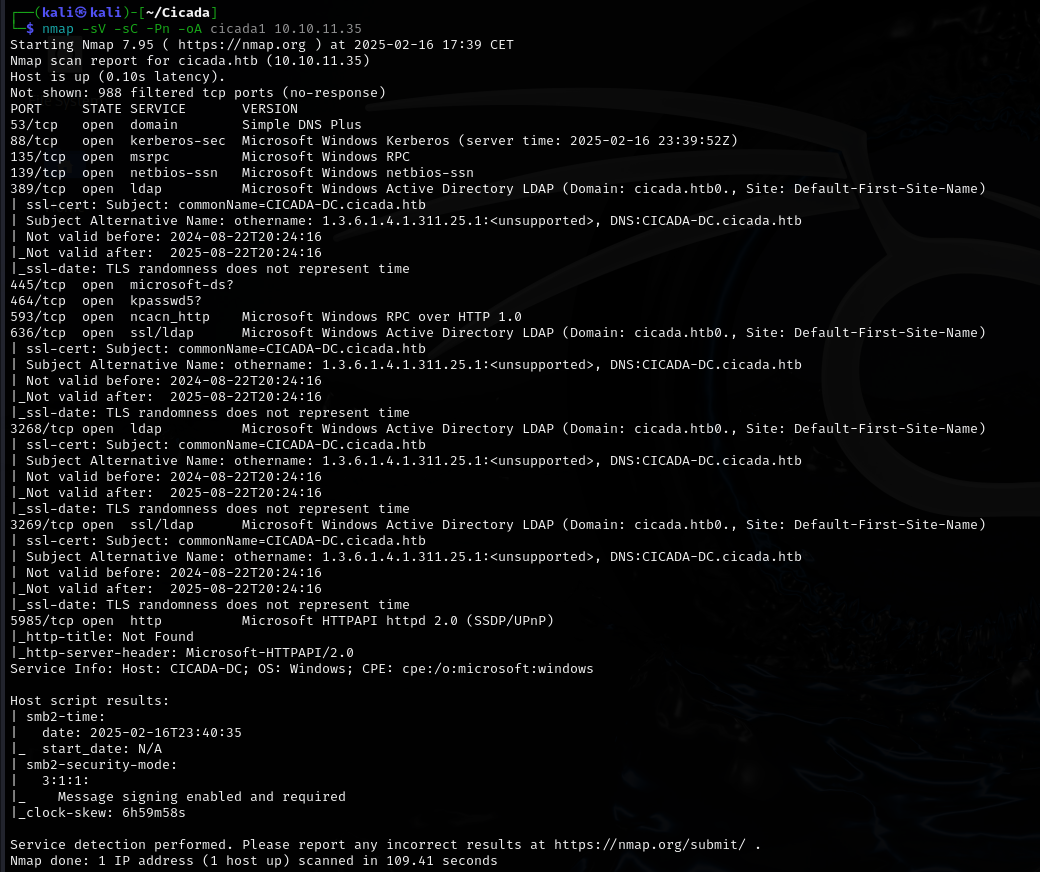 ┌──(kali㉿kali)-[~/Cicada]
└─$ nmap -sV -sC -Pn -oA cicada1 10.10.11.35
Starting Nmap 7.95 ( https://nmap.org ) at 2025-02-16 17:39 CET
Nmap scan report for cicada.htb (10.10.11.35)
Host is up (0.10s latency).
Not shown: 988 filtered tcp ports (no-response)
PORT     STATE SERVICE       VERSION
53/tcp   open  domain        Simple DNS Plus
88/tcp   open  kerberos-sec  Microsoft Windows Kerberos (server time: 2025-02-16 23:39:52Z)
135/tcp  open  msrpc         Microsoft Windows RPC
139/tcp  open  netbios-ssn   Microsoft Windows netbios-ssn
389/tcp  open  ldap          Microsoft Windows Active Directory LDAP (Domain: cicada.htb0., Site: Default-First-Site-Name)
| ssl-cert: Subject: commonName=CICADA-DC.cicada.htb
| Subject Alternative Name: othername: 1.3.6.1.4.1.311.25.1:<unsupported>, DNS:CICADA-DC.cicada.htb
| Not valid before: 2024-08-22T20:24:16
|_Not valid after:  2025-08-22T20:24:16
|_ssl-date: TLS randomness does not represent time
445/tcp  open  microsoft-ds?
464/tcp  open  kpasswd5?
593/tcp  open  ncacn_http    Microsoft Windows RPC over HTTP 1.0
636/tcp  open  ssl/ldap      Microsoft Windows Active Directory LDAP (Domain: cicada.htb0., Site: Default-First-Site-Name)
| ssl-cert: Subject: commonName=CICADA-DC.cicada.htb
| Subject Alternative Name: othername: 1.3.6.1.4.1.311.25.1:<unsupported>, DNS:CICADA-DC.cicada.htb
| Not valid before: 2024-08-22T20:24:16
|_Not valid after:  2025-08-22T20:24:16
|_ssl-date: TLS randomness does not represent time
3268/tcp open  ldap          Microsoft Windows Active Directory LDAP (Domain: cicada.htb0., Site: Default-First-Site-Name)
| ssl-cert: Subject: commonName=CICADA-DC.cicada.htb
| Subject Alternative Name: othername: 1.3.6.1.4.1.311.25.1:<unsupported>, DNS:CICADA-DC.cicada.htb
| Not valid before: 2024-08-22T20:24:16
|_Not valid after:  2025-08-22T20:24:16
|_ssl-date: TLS randomness does not represent time
3269/tcp open  ssl/ldap      Microsoft Windows Active Directory LDAP (Domain: cicada.htb0., Site: Default-First-Site-Name)
| ssl-cert: Subject: commonName=CICADA-DC.cicada.htb
| Subject Alternative Name: othername: 1.3.6.1.4.1.311.25.1:<unsupported>, DNS:CICADA-DC.cicada.htb
| Not valid before: 2024-08-22T20:24:16
|_Not valid after:  2025-08-22T20:24:16
|_ssl-date: TLS randomness does not represent time
5985/tcp open  http          Microsoft HTTPAPI httpd 2.0 (SSDP/UPnP)
|_http-title: Not Found
|_http-server-header: Microsoft-HTTPAPI/2.0
Service Info: Host: CICADA-DC; OS: Windows; CPE: cpe:/o:microsoft:windows

Host script results:
| smb2-time:
|   date: 2025-02-16T23:40:35
|_  start_date: N/A
| smb2-security-mode:
|   3:1:1:
|_    Message signing enabled and required
|_clock-skew: 6h59m58s

Service detection performed. Please report any incorrect results at https://nmap.org/submit/ .
Nmap done: 1 IP address (1 host up) scanned in 109.41 seconds